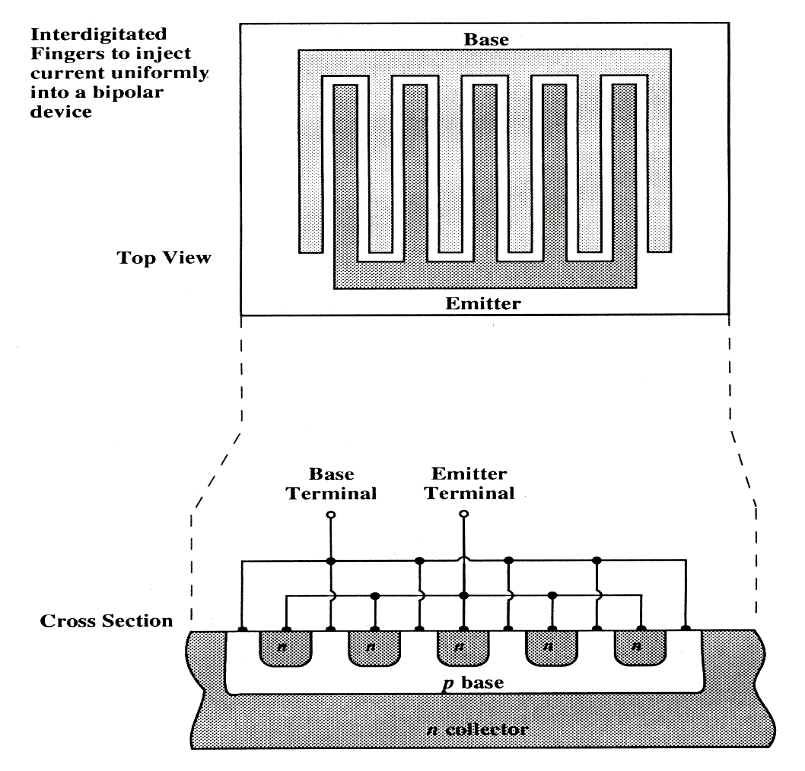 Interdigitated
Fingers to inject
current uniformly
into a bipolar
device
Base
Top View
Emitter
Base
Terminal
Emitter
Terminal
Cross Section
n
n
n
n
n
p base
n collector